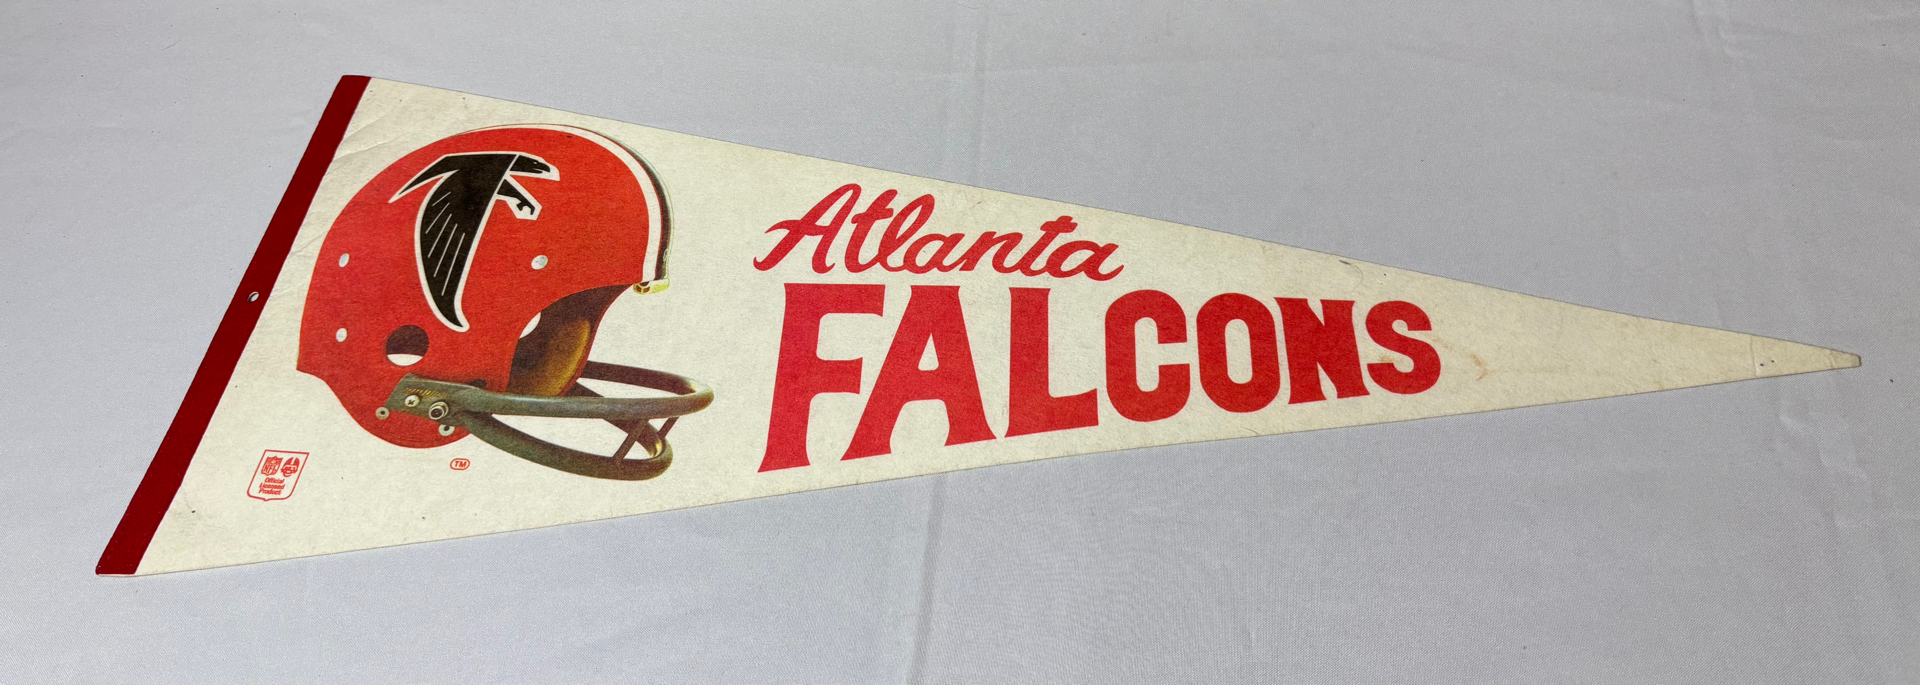 Atlanta
FALCONS
NFL
Official
Licensed
Product
TM